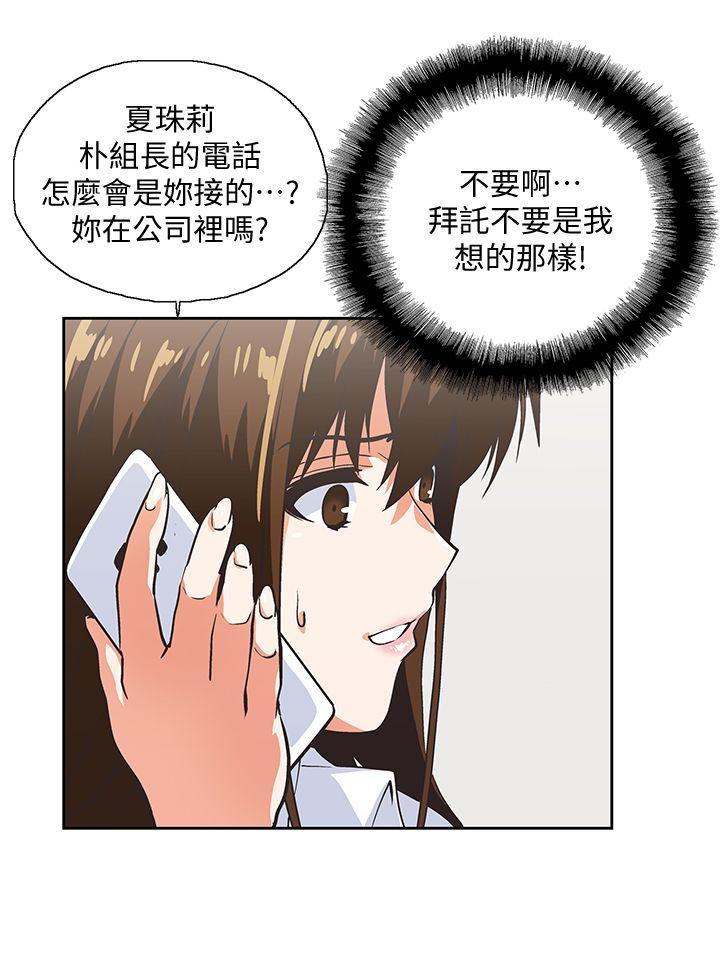 夏珠莉
朴組長的電話
怎麼會是妳接的…?
妳在公司裡嗎?
不要啊…
拜託不要是我
想的那樣!